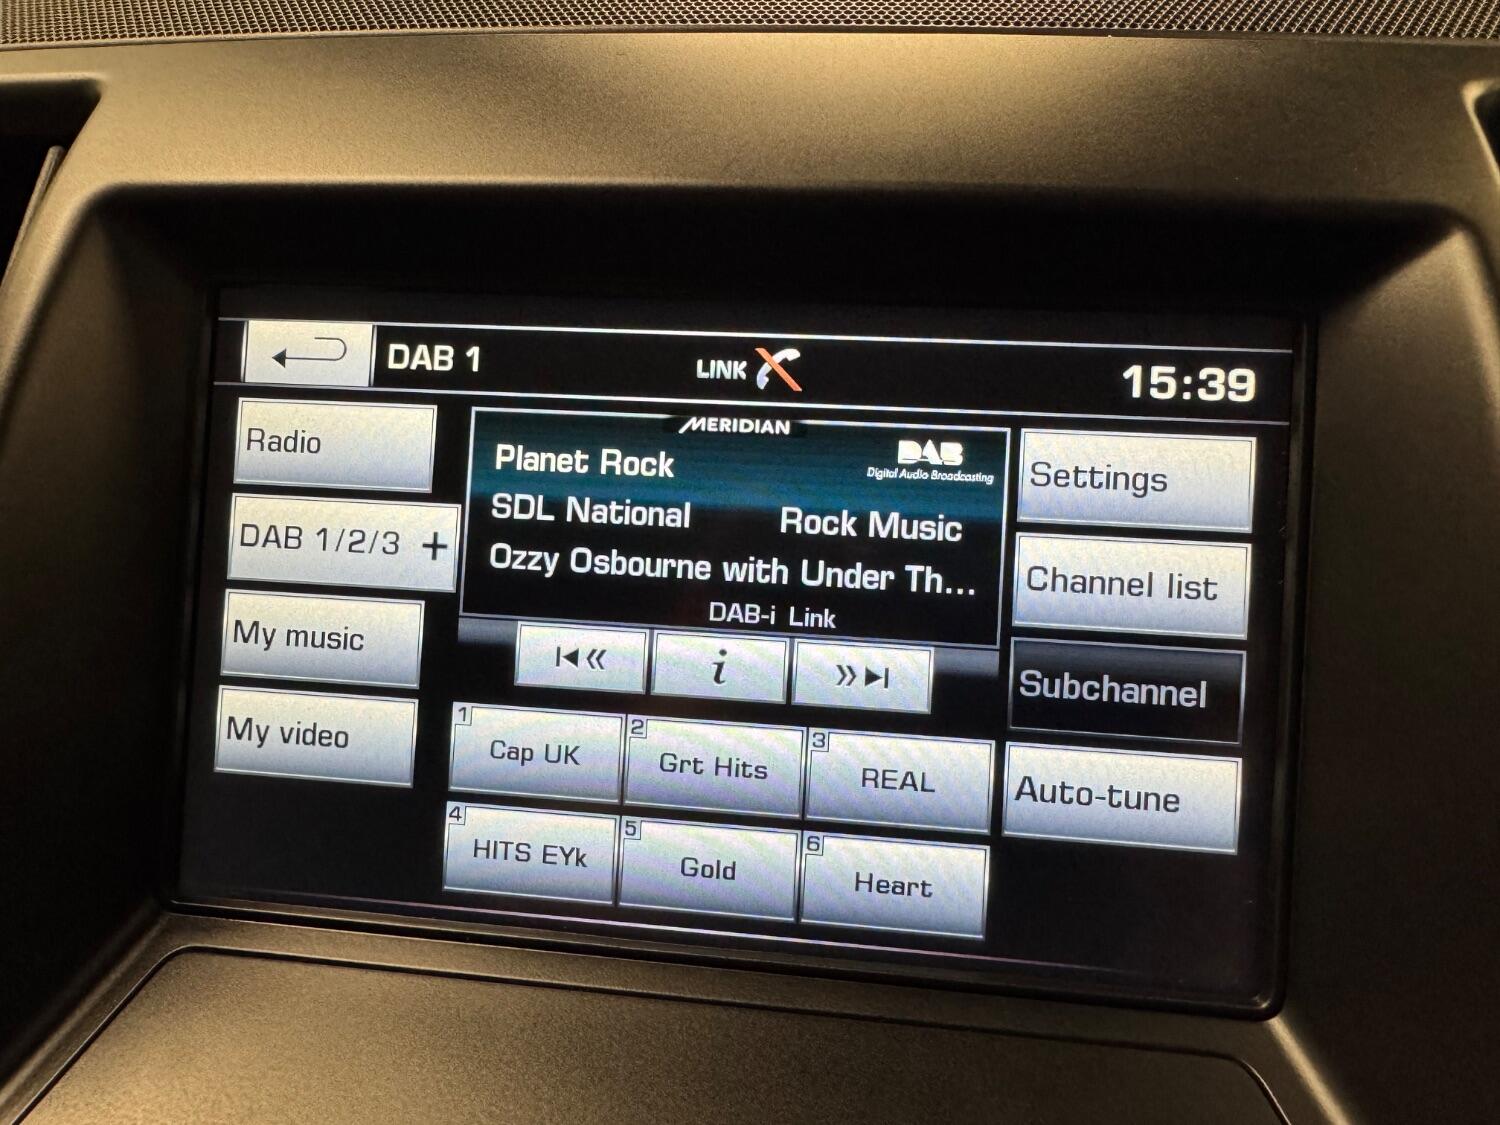 DAB 1
LINK
15:39
Radio
DAB 1/2/3 +
My music
My video
MERIDIAN
Planet Rock
DAB
Digital Audio Broadcasting
SDL National
Rock Music
Ozzy Osbourne with Under Th...
DAB-i Link
i
1
Cap UK
2
Grt Hits
3
REAL
4
HITS EYk
5
Gold
6
Heart
Settings
Channel list
Subchannel
Auto-tune